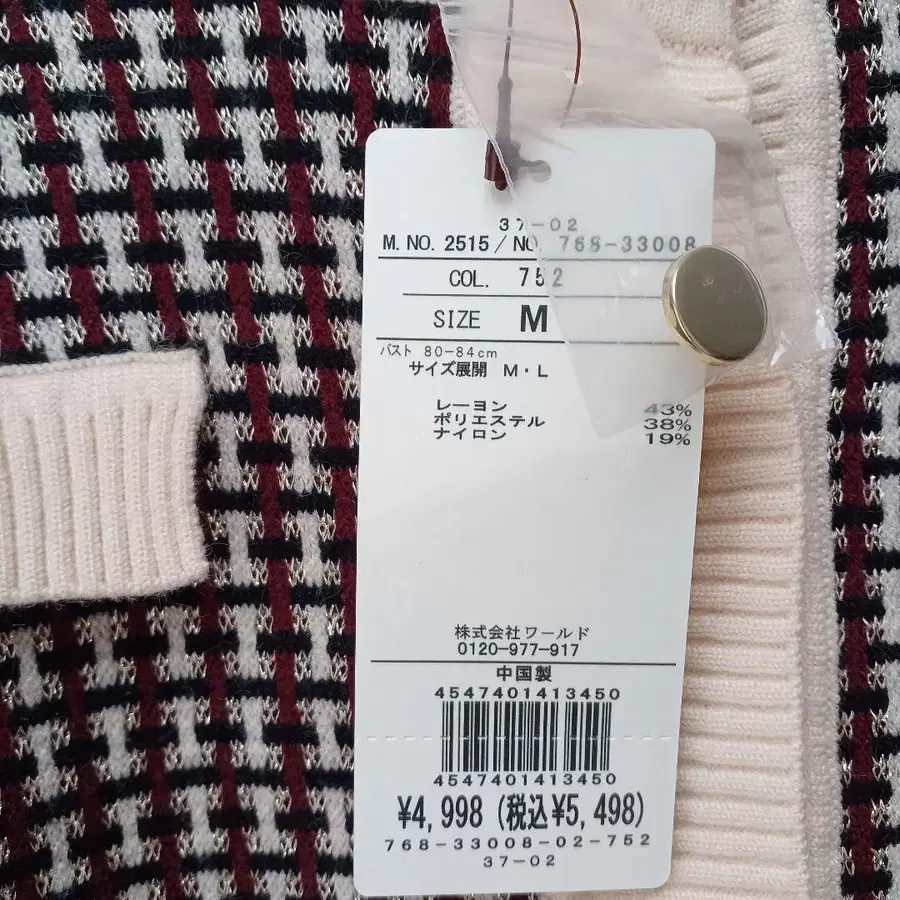 37-02
M. NO. 2515 / NO. 768-33008
COL. 752
SIZE M
バスト 80-84cm
サイズ展開 M・L
レーヨン 43%
ポリエステル 38%
ナイロン 19%
株式会社ワールド
0120-977-917
中国製
4547401413450
4547401413450
¥4,998 (税込¥5,498)
768-33008-02-752
37-02